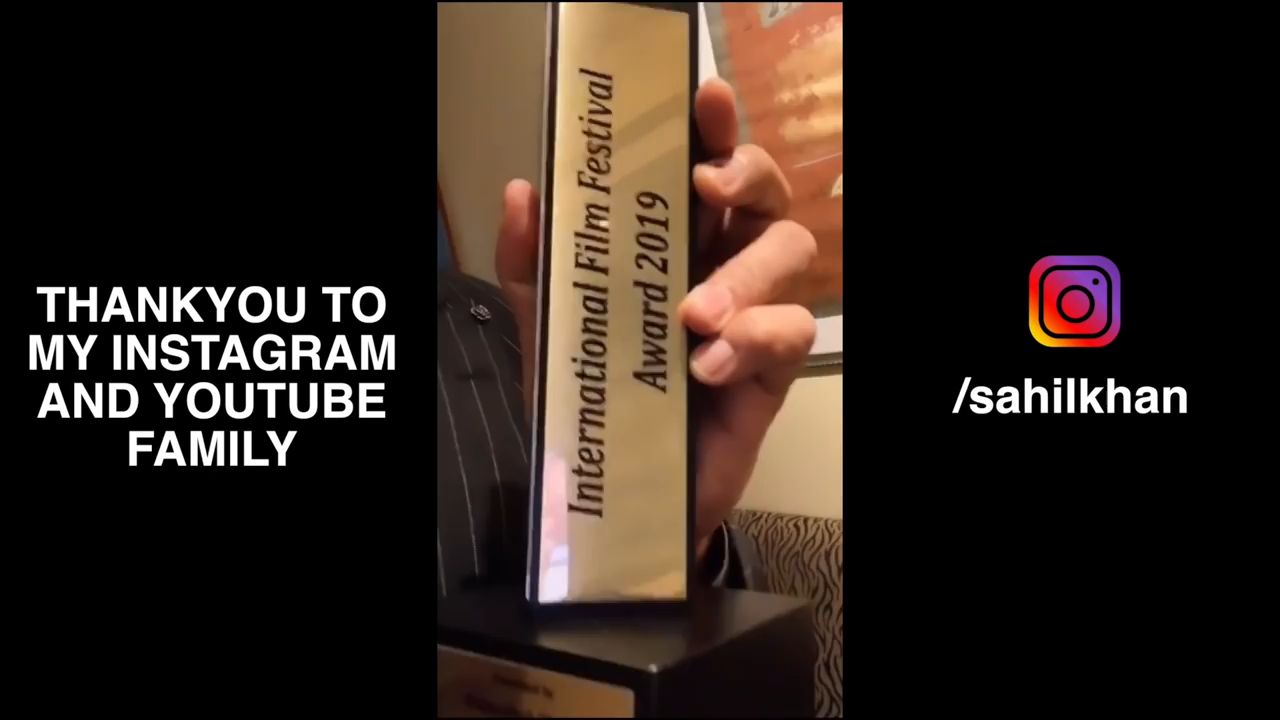 THANKYOU TO
MY INSTAGRAM
AND YOUTUBE
FAMILY
International Film Festival
Award 2019
/sahilkhan